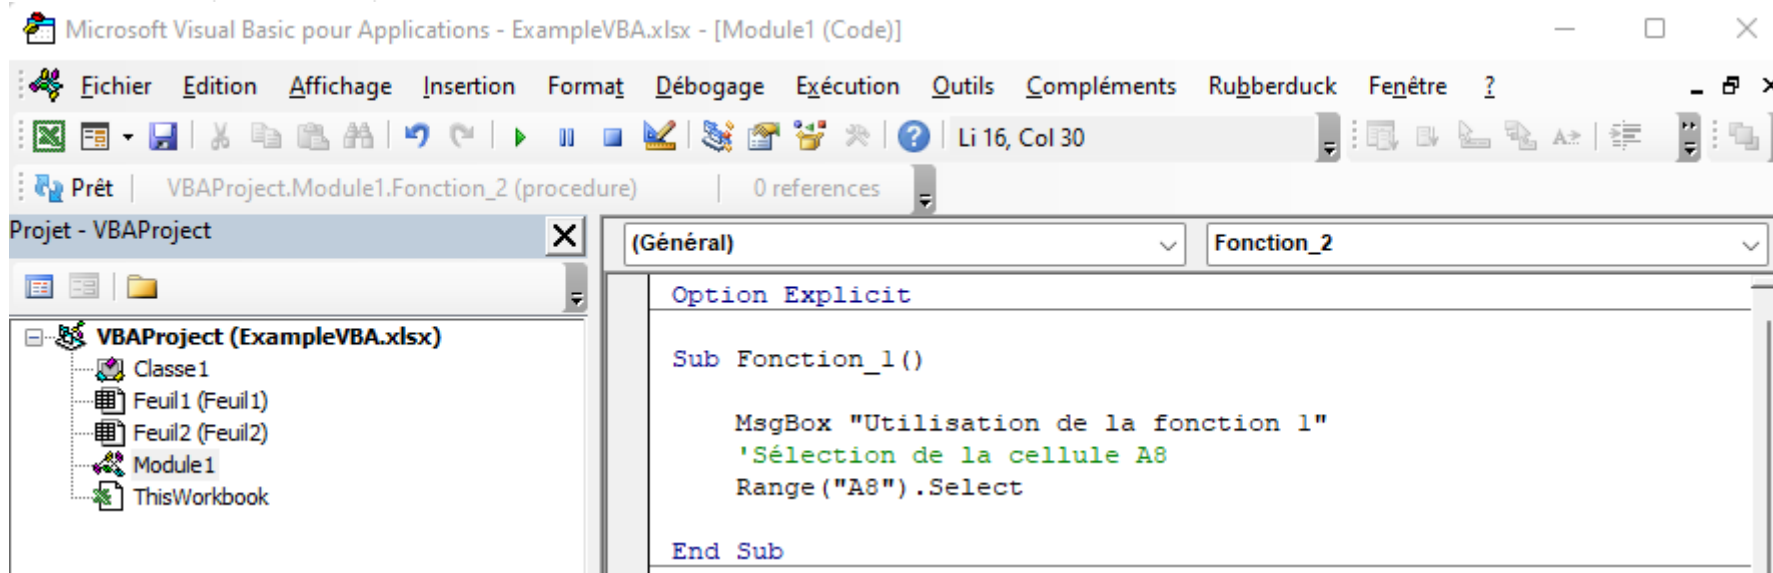 Microsoft Visual Basic pour Applications - ExampleVBA.xlsx - [Module1 (Code)]
Fichier Edition Affichage Insertion Format Débogage Exécution Outils Compléments Rubberduck Fenêtre ?
Li 16, Col 30
Prêt VBAProject.Module1.Fonction_2 (procedure) 0 references
Projet - VBAProject
(Général) Fonction_2
VBAProject (ExampleVBA.xlsx)
Classe1
Feuil1 (Feuil1)
Feuil2 (Feuil2)
Module1
ThisWorkbook
Option Explicit
Sub Fonction_1()
MsgBox "Utilisation de la fonction 1"
'Sélection de la cellule A8
Range("A8").Select
End Sub